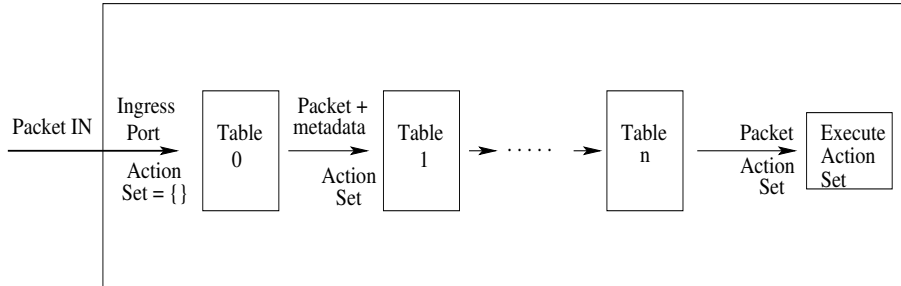 Packet IN
Ingress
Port
Action
Set = {}
Table
0
Packet +
metadata
Action
Set
Table
1
. . . . .
Table
n
Packet
Action
Set
Execute
Action
Set